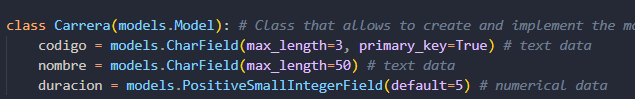 class Carrera(models.Model): # Class that allows to create and implement the
codigo = models.CharField(max_length=3, primary_key=True) # text data
nombre = models.CharField(max_length=50) # text data
duracion = models.PositiveSmallIntegerField(default=5) # numerical data